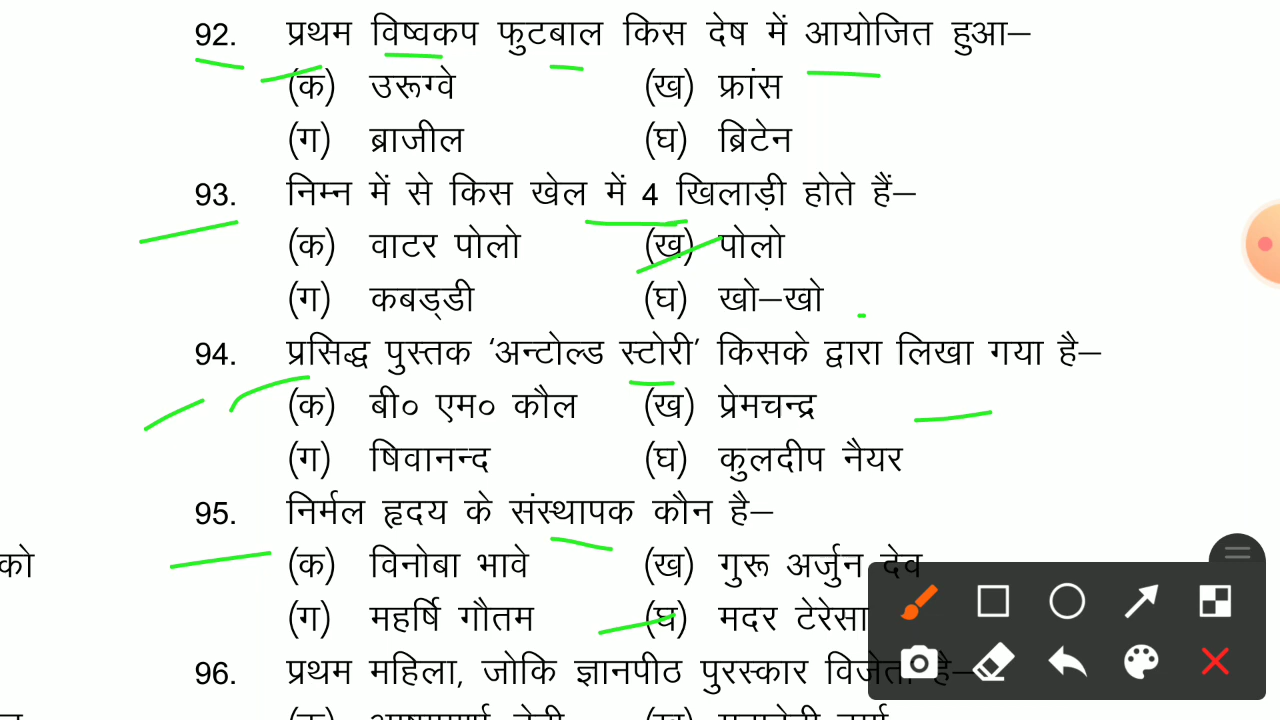 92. प्रथम विष्वकप फुटबाल किस देष में आयोजित हुआ–
(क) उरूग्वे (ख) फ्रांस
(ग) ब्राजील (घ) ब्रिटेन
93. निम्न में से किस खेल में 4 खिलाड़ी होते हैं–
(क) वाटर पोलो (ख) पोलो
(ग) कबड्डी (घ) खो–खो
94. प्रसिद्ध पुस्तक 'अन्टोल्ड स्टोरी' किसके द्वारा लिखा गया है–
(क) बी० एम० कौल (ख) प्रेमचन्द्र
(ग) षिवानन्द (घ) कुलदीप नैयर
95. निर्मल हृदय के संस्थापक कौन है–
को (क) विनोबा भावे (ख) गुरू अर्जुन देव
(ग) महर्षि गौतम (घ) मदर टेरेसा
96. प्रथम महिला, जोकि ज्ञानपीठ पुरस्कार विजेता है–